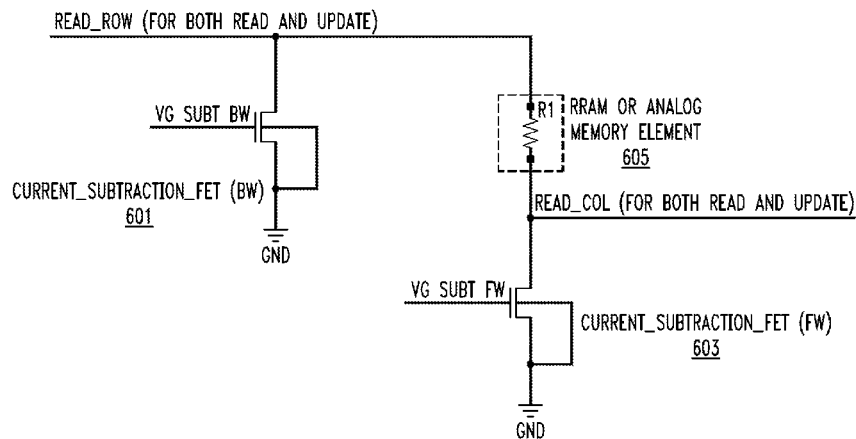 READ_ROW (FOR BOTH READ AND UPDATE)
VG SUBT BW
R1
RRAM OR ANALOG
MEMORY ELEMENT
605
CURRENT_SUBTRACTION_FET (BW)
601
READ_COL (FOR BOTH READ AND UPDATE)
GND
VG SUBT FW
CURRENT_SUBTRACTION_FET (FW)
603
GND